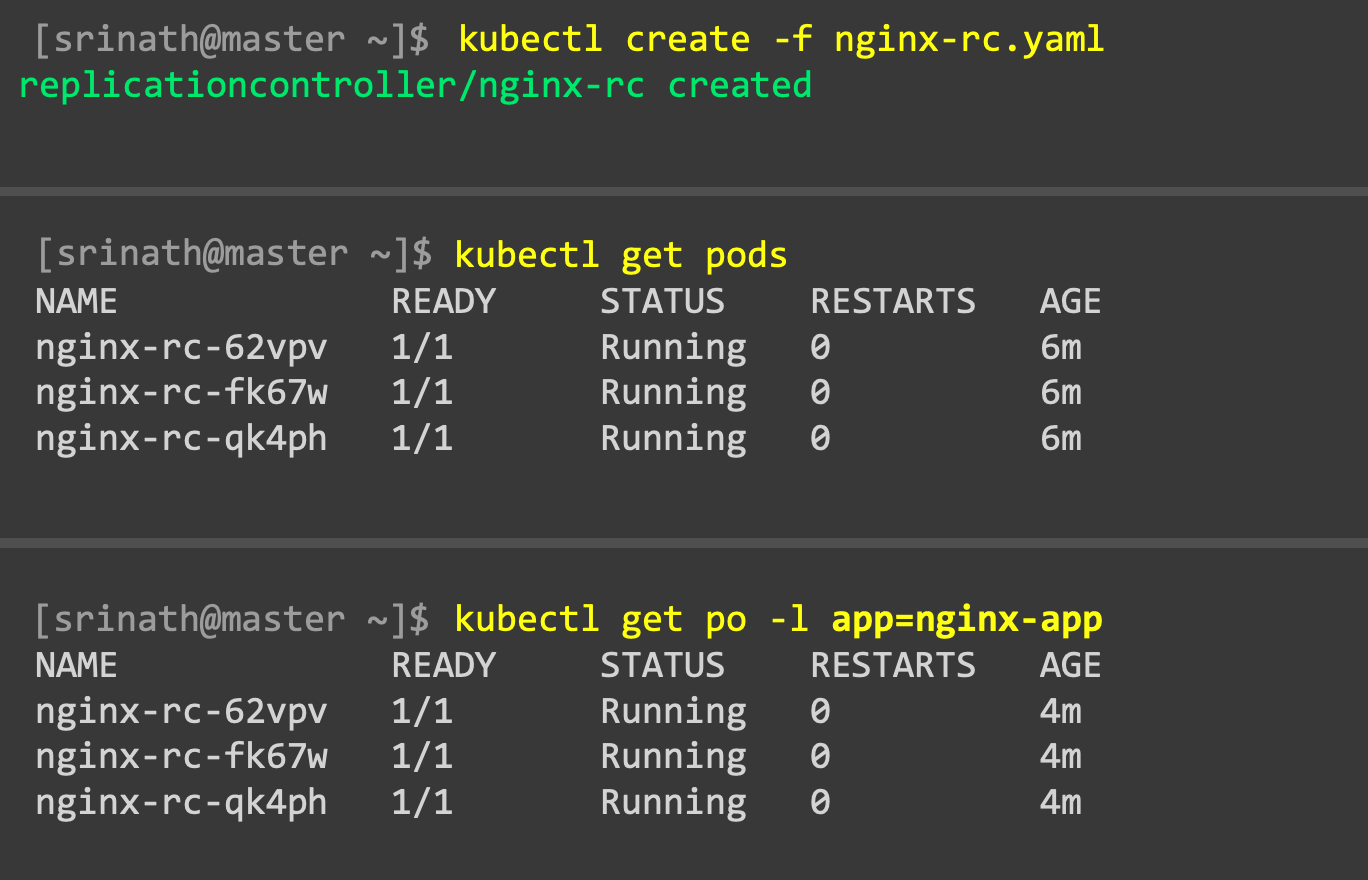 [srinath@master ~]$ kubectl create -f nginx-rc.yaml
replicationcontroller/nginx-rc created
[srinath@master ~]$ kubectl get pods
NAME READY STATUS RESTARTS AGE
nginx-rc-62vpv 1/1 Running 0 6m
nginx-rc-fk67w 1/1 Running 0 6m
nginx-rc-qk4ph 1/1 Running 0 6m
[srinath@master ~]$ kubectl get po -l app=nginx-app
NAME READY STATUS RESTARTS AGE
nginx-rc-62vpv 1/1 Running 0 4m
nginx-rc-fk67w 1/1 Running 0 4m
nginx-rc-qk4ph 1/1 Running 0 4m